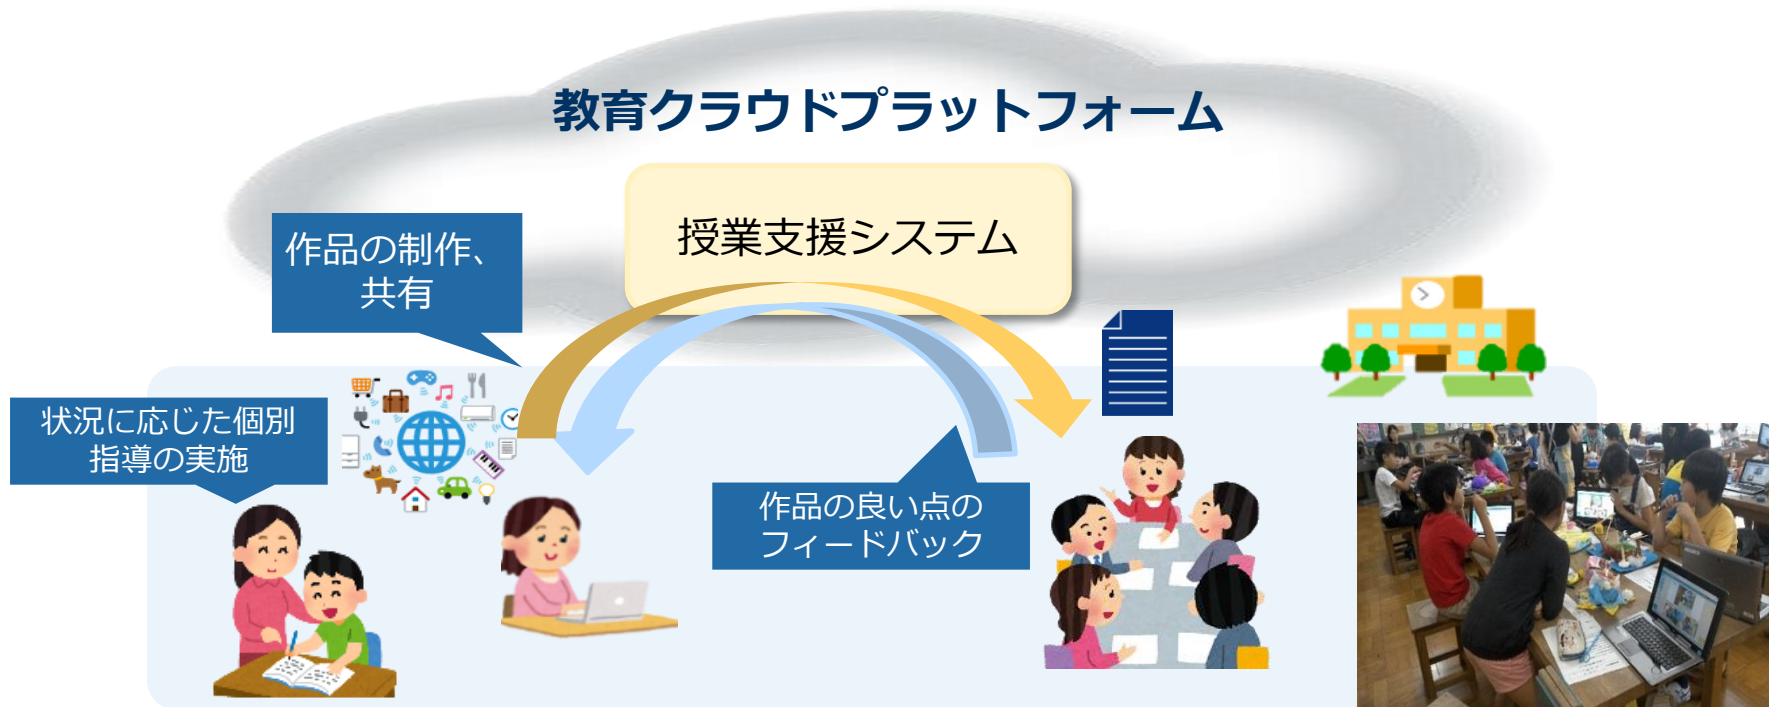 教育クラウドプラットフォーム
授業支援システム
作品の制作、
共有
状況に応じた個別
指導の実施
作品の良い点の
フィードバック